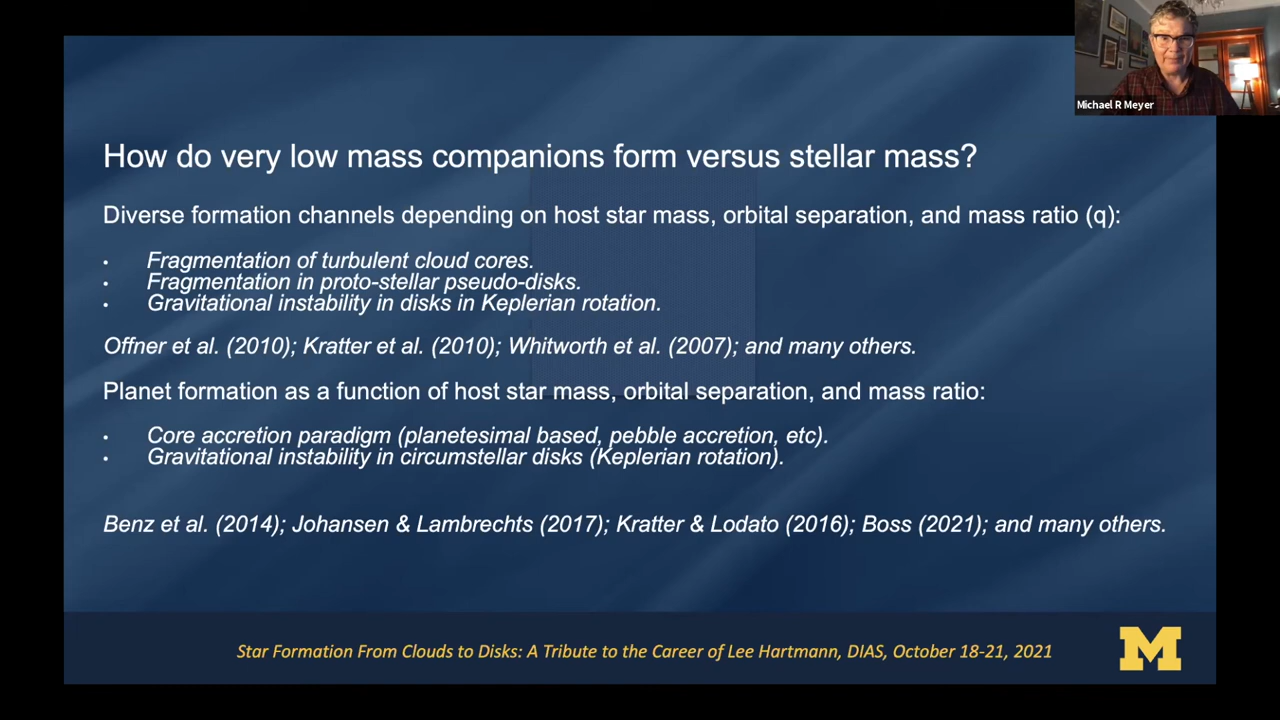 Michael R Meyer
How do very low mass companions form versus stellar mass?
Diverse formation channels depending on host star mass, orbital separation, and mass ratio (q):
• Fragmentation of turbulent cloud cores.
• Fragmentation in proto-stellar pseudo-disks.
• Gravitational instability in disks in Keplerian rotation.
Offner et al. (2010); Kratter et al. (2010); Whitworth et al. (2007); and many others.
Planet formation as a function of host star mass, orbital separation, and mass ratio:
• Core accretion paradigm (planetesimal based, pebble accretion, etc).
• Gravitational instability in circumstellar disks (Keplerian rotation).
Benz et al. (2014); Johansen & Lambrechts (2017); Kratter & Lodato (2016); Boss (2021); and many others.
Star Formation From Clouds to Disks: A Tribute to the Career of Lee Hartmann, DIAS, October 18-21, 2021
M